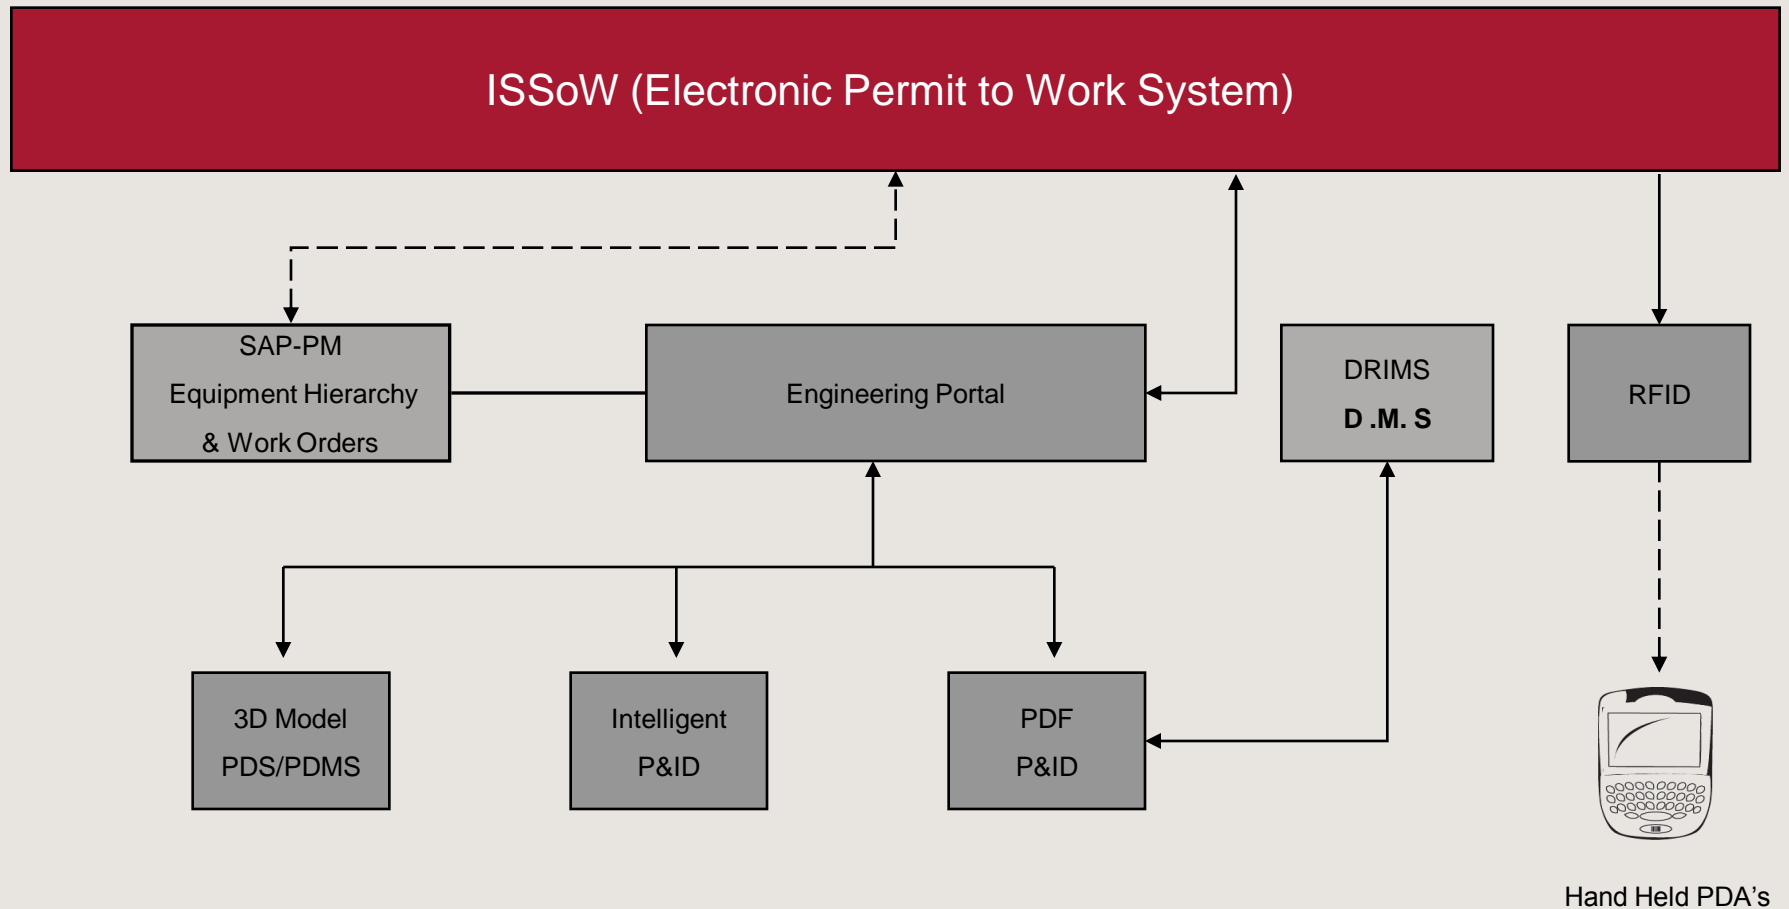 ISSoW (Electronic Permit to Work System)
SAP-PM
Equipment Hierarchy
& Work Orders
Engineering Portal
DRIMS
D .M. S
RFID
3D Model
PDS/PDMS
Intelligent
P&ID
PDF
P&ID
Hand Held PDA's